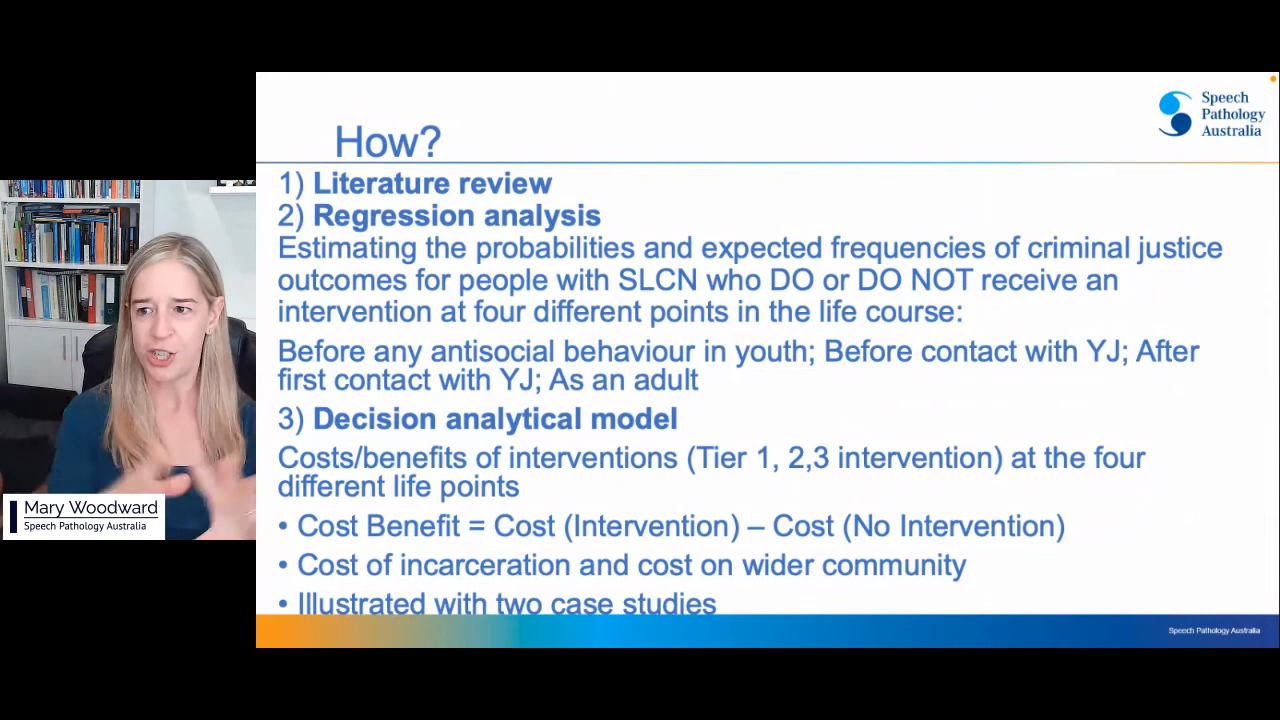 Speech
Pathology
Australia
How?
1) Literature review
2) Regression analysis
Estimating the probabilities and expected frequencies of criminal justice
outcomes for people with SLCN who DO or DO NOT receive an
intervention at four different points in the life course:
Before any antisocial behaviour in youth; Before contact with YJ; After
first contact with YJ; As an adult
3) Decision analytical model
Costs/benefits of interventions (Tier 1, 2,3 intervention) at the four
different life points
• Cost Benefit = Cost (Intervention) – Cost (No Intervention)
• Cost of incarceration and cost on wider community
• Illustrated with two case studies
Speech Pathology Australia
Mary Woodward
Speech Pathology Australia